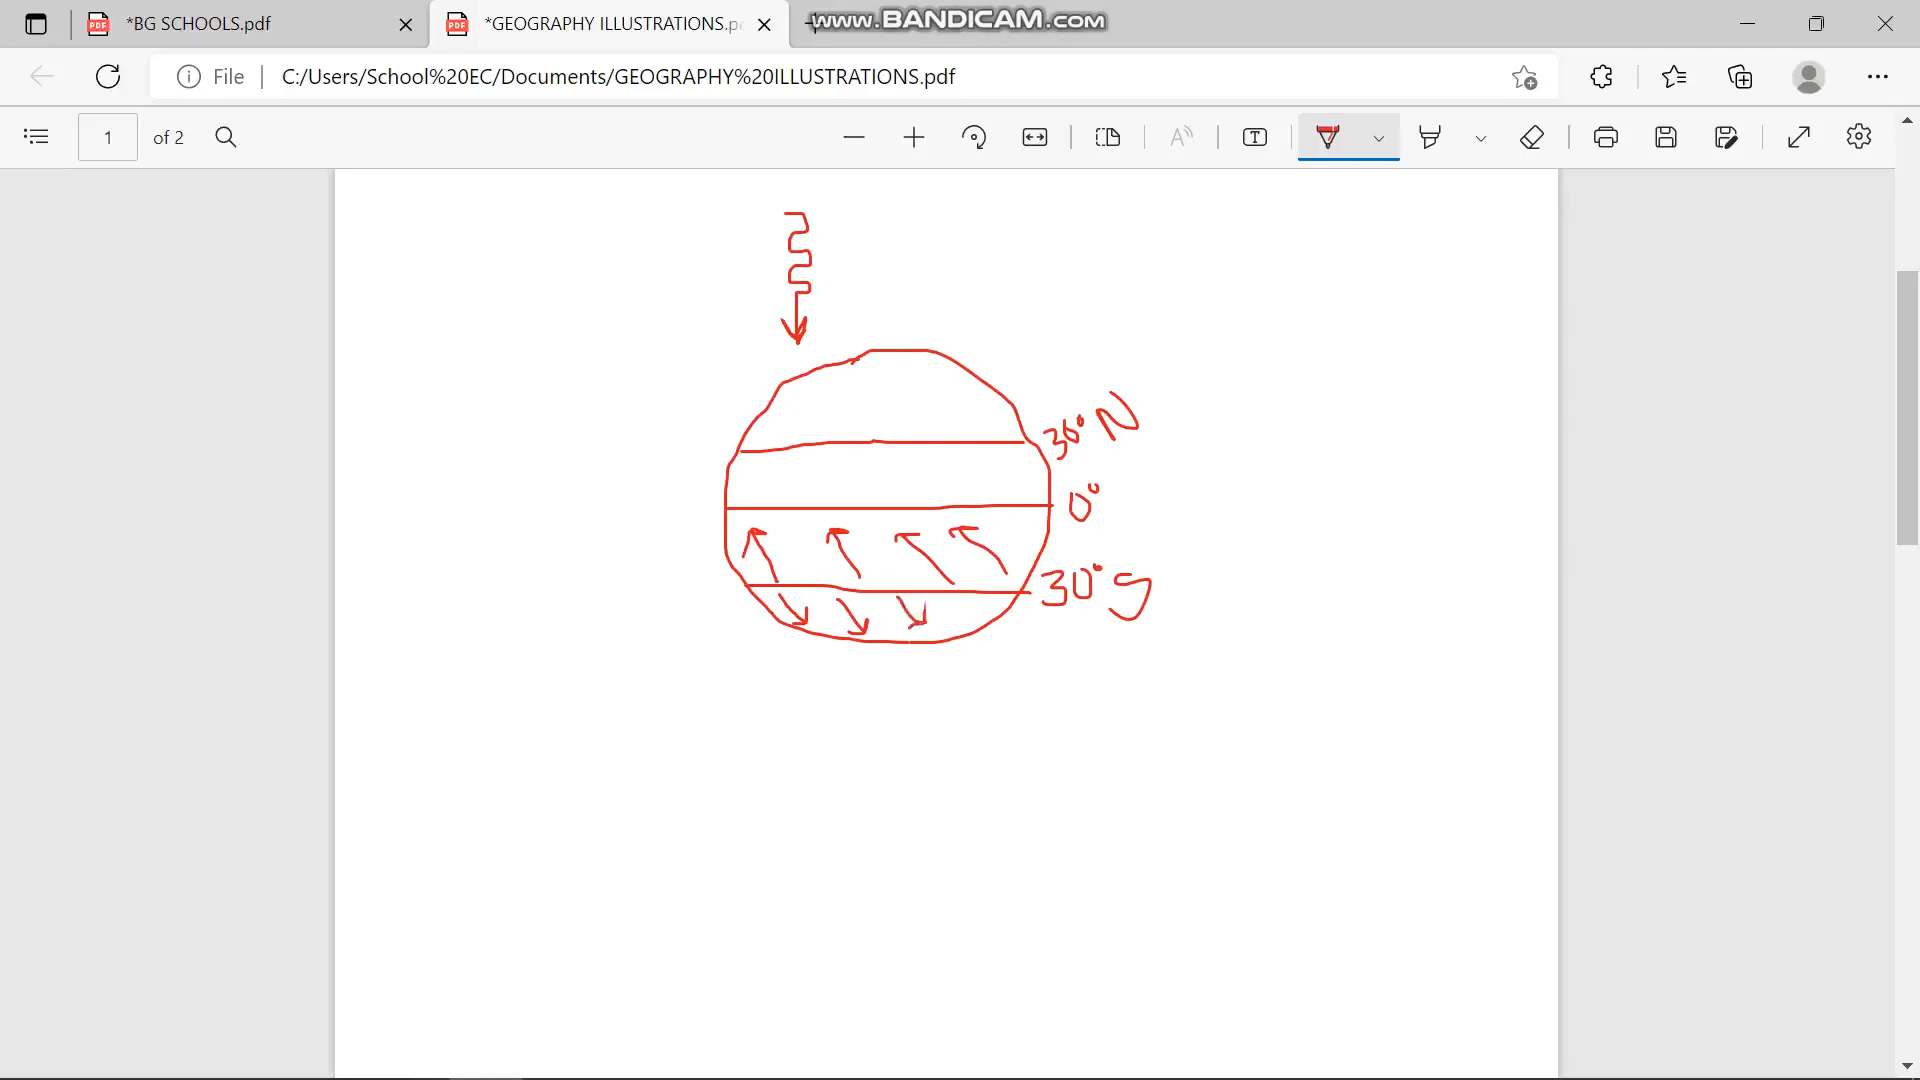 *BG SCHOOLS.pdf
*GEOGRAPHY ILLUSTRATIONS.pd
www.BANDICAM.com
File
C:/Users/School%20EC/Documents/GEOGRAPHY%20ILLUSTRATIONS.pdf
1 of 2
30° N
0°
30° S